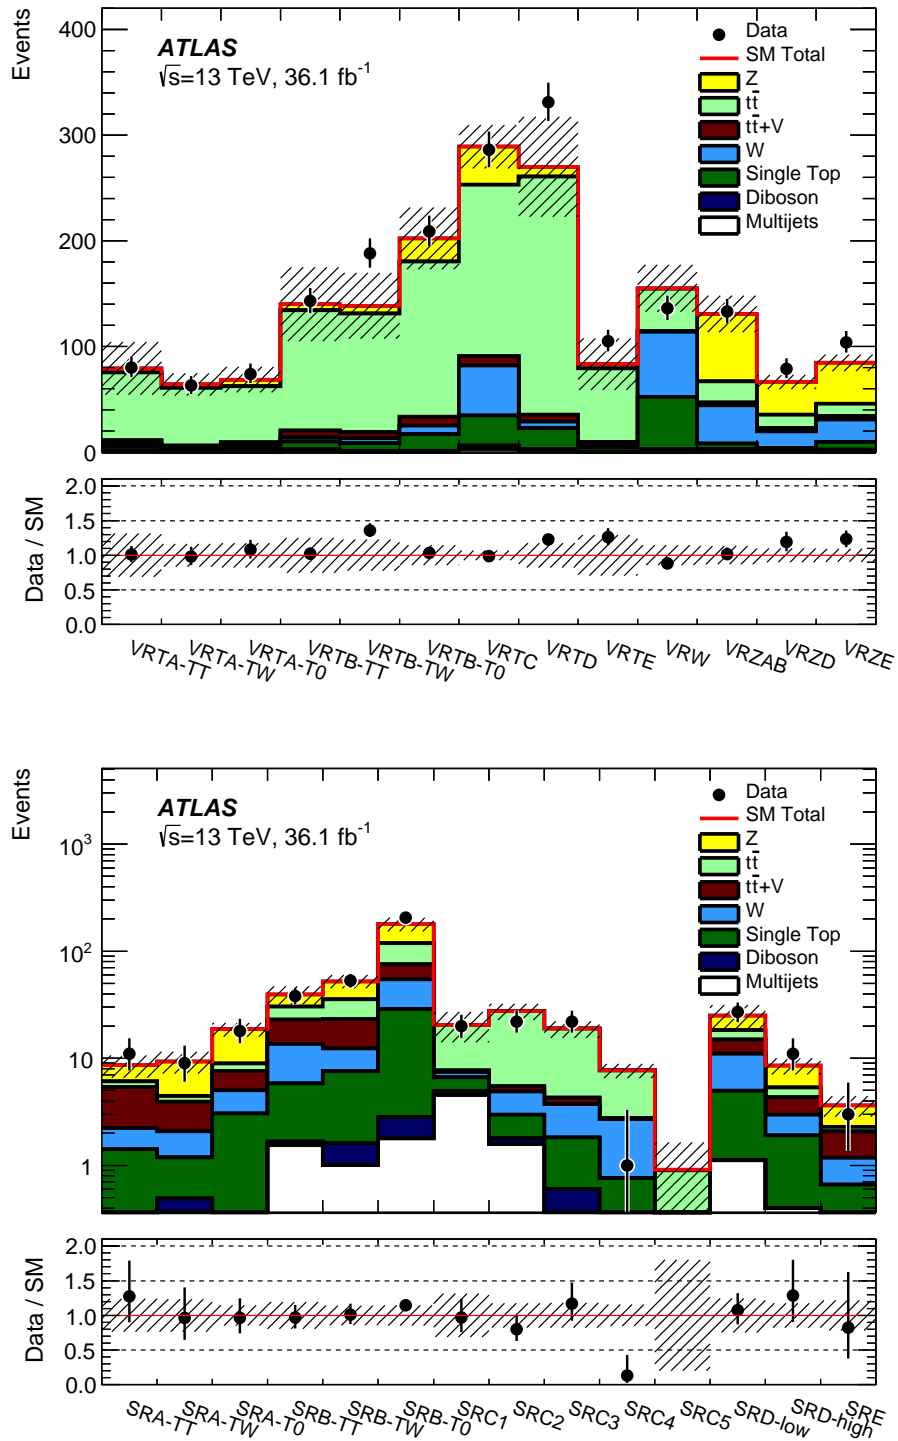 Events
400
300
200
100
0
ATLAS
√s=13 TeV, 36.1 fb⁻¹
Data
SM Total
Z
tt̄
tt̄+V
W
Single Top
Diboson
Multijets
Data / SM
2.0
1.5
1.0
0.5
0.0
VRTA-TT
VRTA-TW
VRTA-T0
VRTB-TT
VRTB-TW
VRTB-T0
VRTC
VRTD
VRTE
VRW
VRZAB
VRZD
VRZE
Events
10³
10²
10
1
ATLAS
√s=13 TeV, 36.1 fb⁻¹
Data
SM Total
Z
tt̄
tt̄+V
W
Single Top
Diboson
Multijets
Data / SM
2.0
1.5
1.0
0.5
0.0
SRA-TT
SRA-TW
SRA-T0
SRB-TT
SRB-TW
SRB-T0
SRC1
SRC2
SRC3
SRC4
SRC5
SRD-low
SRD-high
SRE